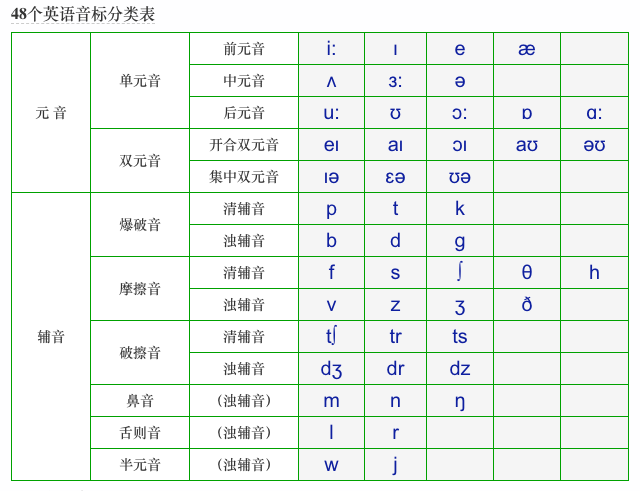 48个英语音标分类表
元 音 单元音 前元音 i: ɪ e æ
中元音 ʌ ɜ: ə
后元音 u: ʊ ɔ: ɒ ɑ:
双元音 开合双元音 eɪ aɪ ɔɪ aʊ əʊ
集中双元音 ɪə ɛə ʊə
辅音 爆破音 清辅音 p t k
浊辅音 b d g
摩擦音 清辅音 f s ʃ θ h
浊辅音 v z ʒ ð
破擦音 清辅音 tʃ tr ts
浊辅音 dʒ dr dz
鼻音 (浊辅音) m n ŋ
舌则音 (浊辅音) l r
半元音 (浊辅音) w j